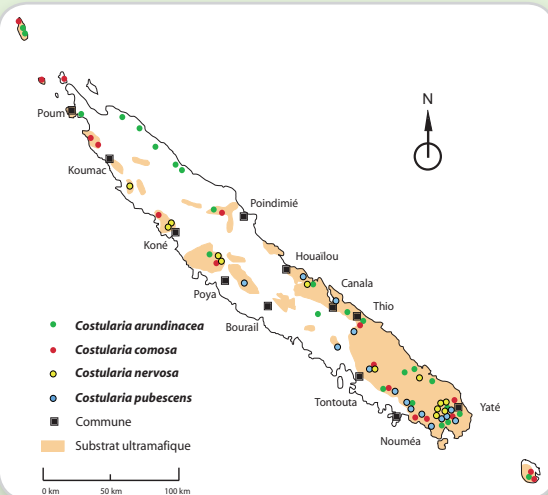 N
Poum
Koumac
Poindimié
Koné
Houaïlou
Canala
Poya
Thio
Bourail
Costularia arundinacea
Costularia comosa
Costularia nervosa
Costularia pubescens
Commune
Substrat ultramafique
Tontouta
Yaté
Nouméa
0 km 50 km 100 km